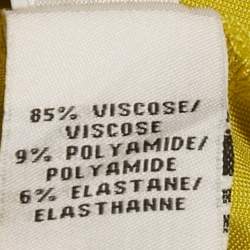 85% VISCOSE/
VISCOSE
9% POLYAMIDE/
POLYAMIDE
6% ELASTANE/
ELASTHANNE